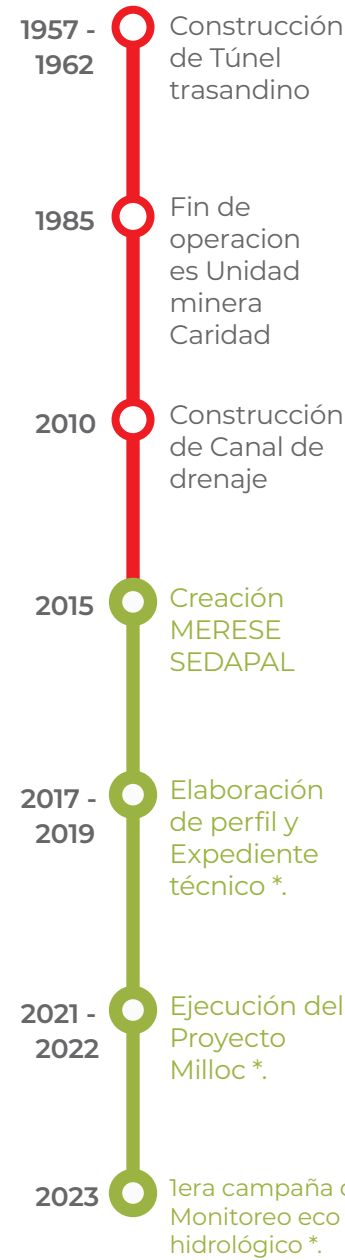 1957 -
1962
Construcción
de Túnel
trasandino
1985
Fin de
operacion
es Unidad
minera
Caridad
2010
Construcción
de Canal de
drenaje
2015
Creación
MERESE
SEDAPAL
2017 -
2019
Elaboración
de perfil y
Expediente
técnico *.
2021 -
2022
Ejecución del
Proyecto
Milloc *.
2023
1era campaña
Monitoreo eco
hidrológico *.